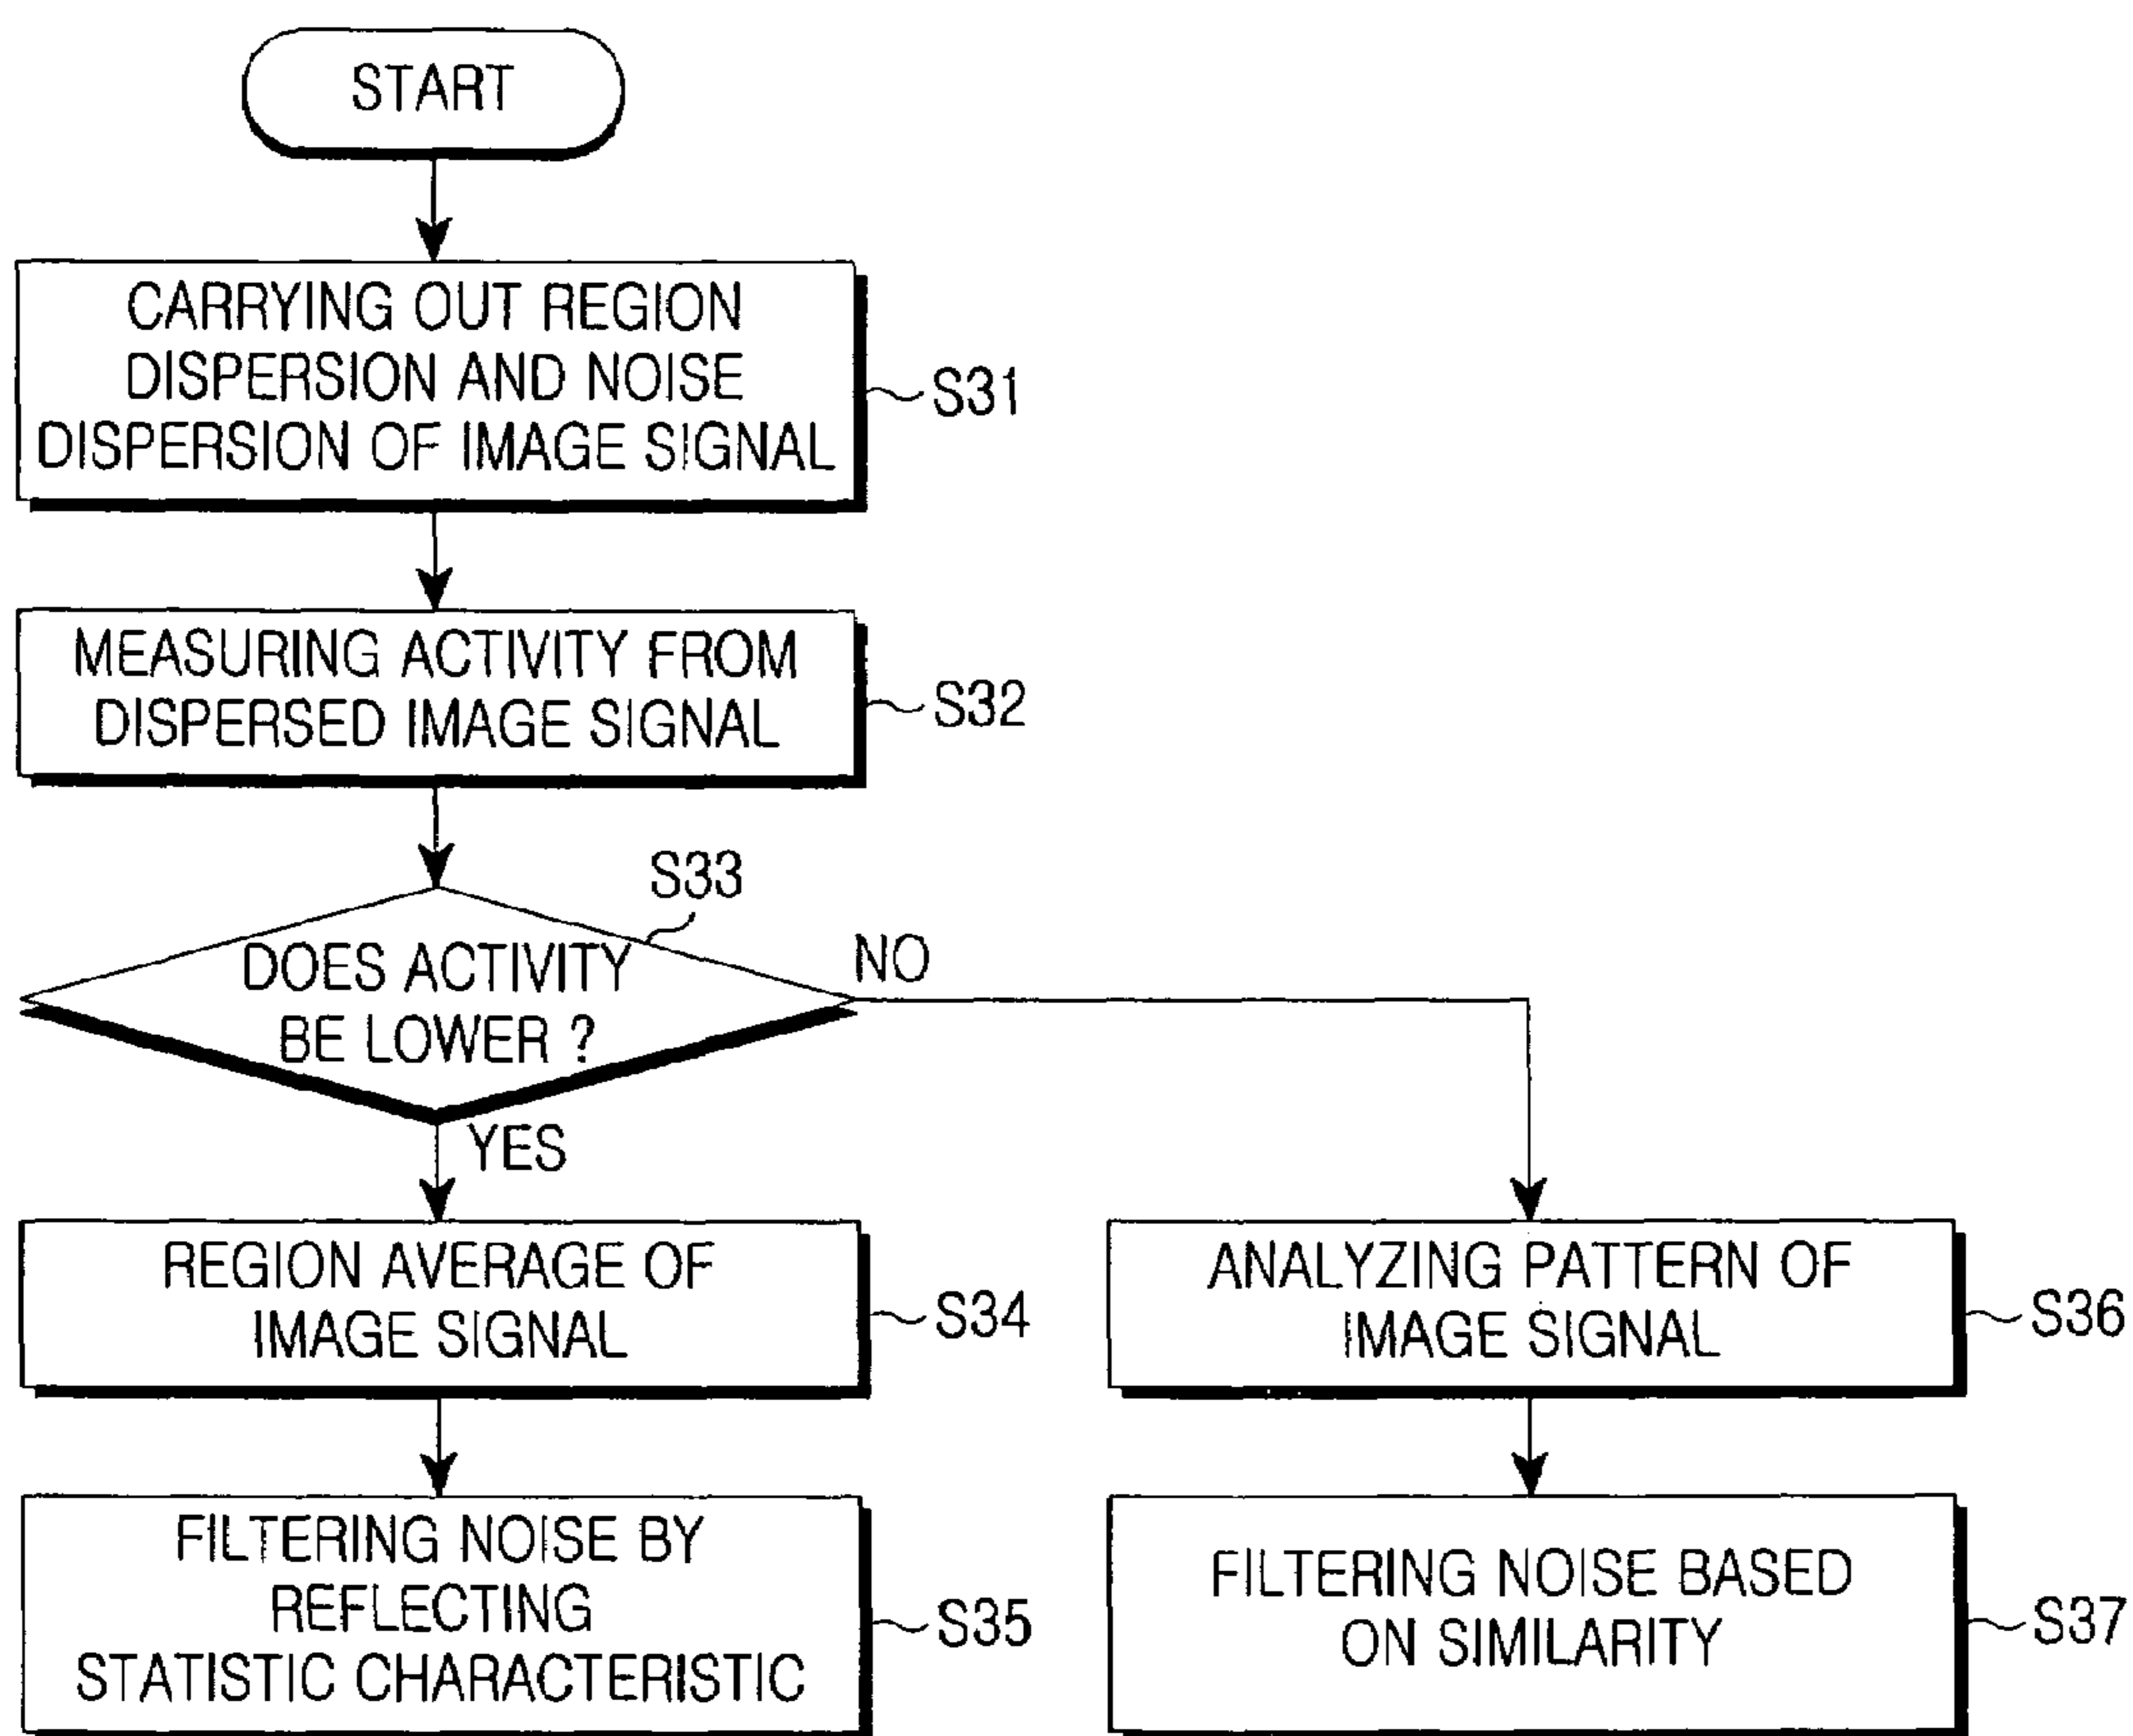 START
CARRYING OUT REGION
DISPERSION AND NOISE
DISPERSION OF IMAGE SIGNAL
S31
MEASURING ACTIVITY FROM
DISPERSED IMAGE SIGNAL
S32
S33
DOES ACTIVITY
BE LOWER ?
NO
YES
REGION AVERAGE OF
IMAGE SIGNAL
S34
ANALYZING PATTERN OF
IMAGE SIGNAL
S36
FILTERING NOISE BY
REFLECTING
STATISTIC CHARACTERISTIC
S35
FILTERING NOISE BASED
ON SIMILARITY
S37